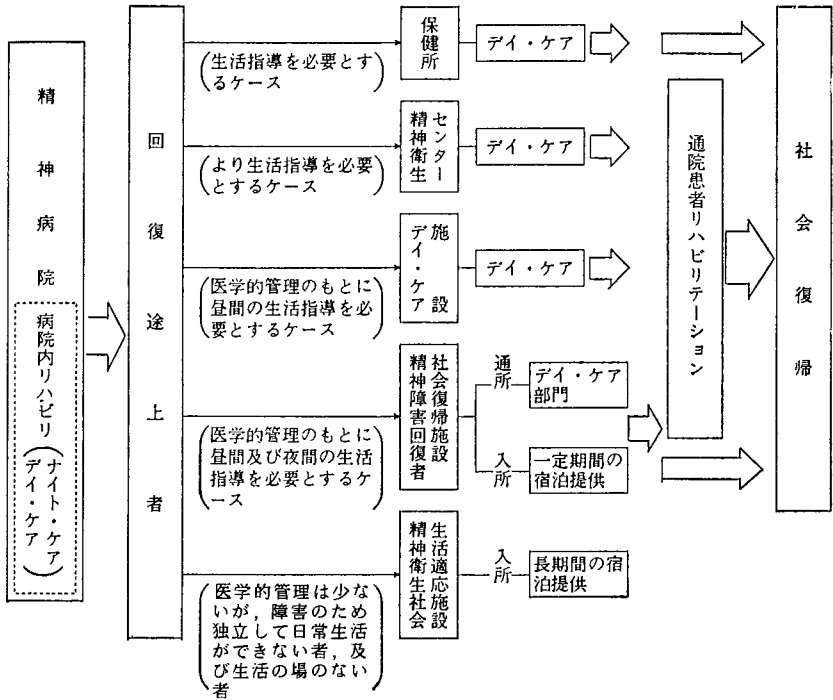 精神病院
病院内リハビリ
(ナイト・ケア
デイ・ケア)
回復途上者
(生活指導を必要とす
るケース)
保健所
デイ・ケア
(より生活指導を必要
とするケース)
精神衛生
センター
デイ・ケア
(医学的管理のもとに
昼間の生活指導を必
要とするケース)
デイ・ケア
施設
デイ・ケア
(医学的管理のもとに
昼間及び夜間の生活
指導を必要とするケ
ース)
精神障害回復者
社会復帰施設
通所
デイ・ケア
部門
入所
一定期間の
宿泊提供
(医学的管理は少な
いが,障害のため
独立して日常生活
ができない者,及
び生活の場のない
者)
精神衛生社会
生活適応施設
入所
長期間の宿
泊提供
通院患者リハビリテーション
社会復帰